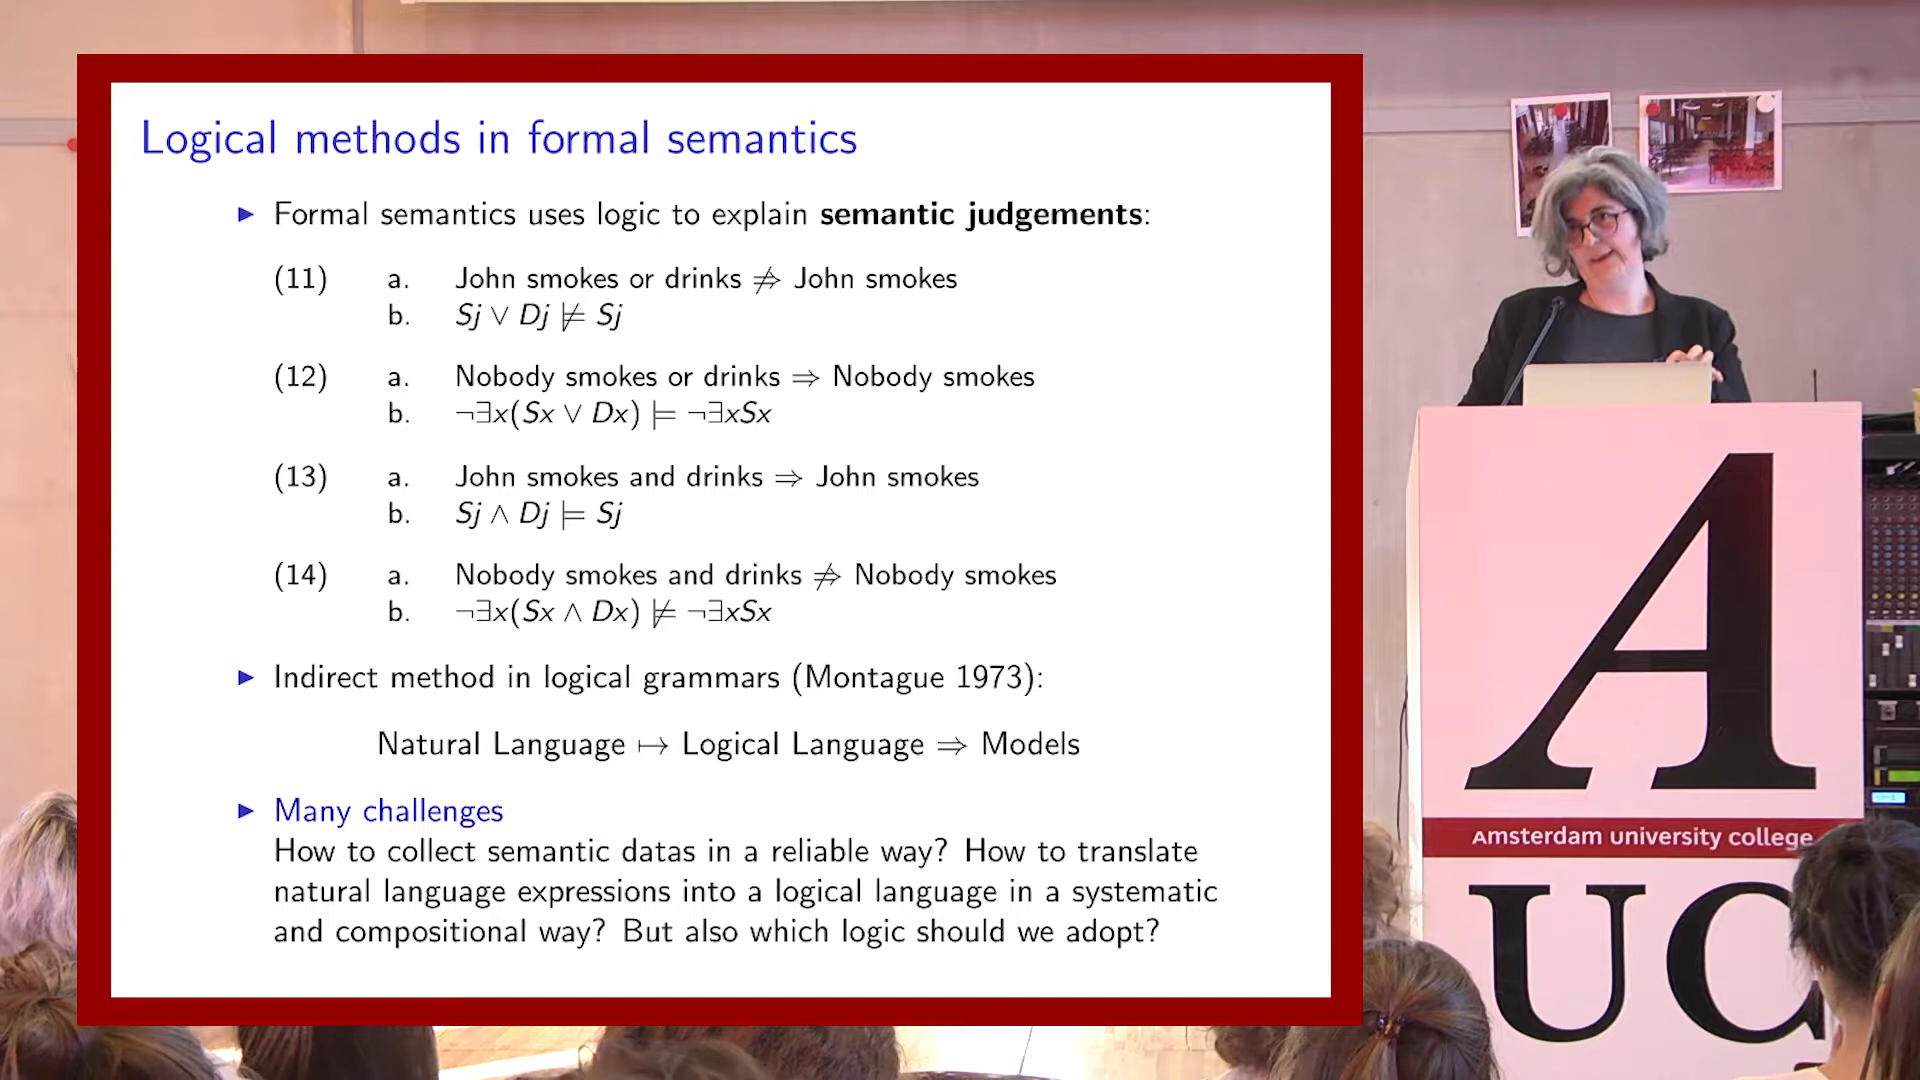 Logical methods in formal semantics
▶ Formal semantics uses logic to explain semantic judgements:
(11) a. John smokes or drinks ⇏ John smokes
b. Sj ∨ Dj ⊭ Sj
(12) a. Nobody smokes or drinks ⇒ Nobody smokes
b. ¬∃x(Sx ∨ Dx) ⊨ ¬∃xSx
(13) a. John smokes and drinks ⇒ John smokes
b. Sj ∧ Dj ⊨ Sj
(14) a. Nobody smokes and drinks ⇏ Nobody smokes
b. ¬∃x(Sx ∧ Dx) ⊭ ¬∃xSx
▶ Indirect method in logical grammars (Montague 1973):
Natural Language ↦ Logical Language ⇒ Models
▶ Many challenges
How to collect semantic datas in a reliable way? How to translate
natural language expressions into a logical language in a systematic
and compositional way? But also which logic should we adopt?
A
Amsterdam university college
UC